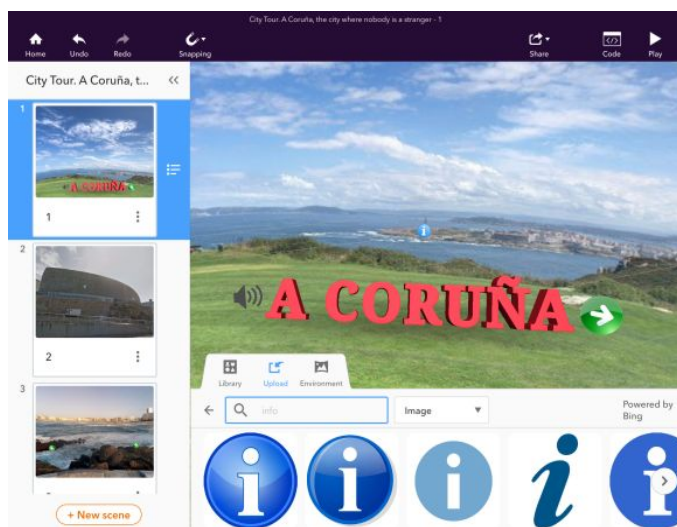 City Tour. A Coruña, the city where nobody is a stranger - 1
Home Undo Redo Snapping Share Code Play
City Tour. A Coruña, t... <<
1
A CORUÑA
1
2
2
3
+ New scene
i
A CORUÑA
Library Upload Environment
info Image Powered by Bing
i i i i i